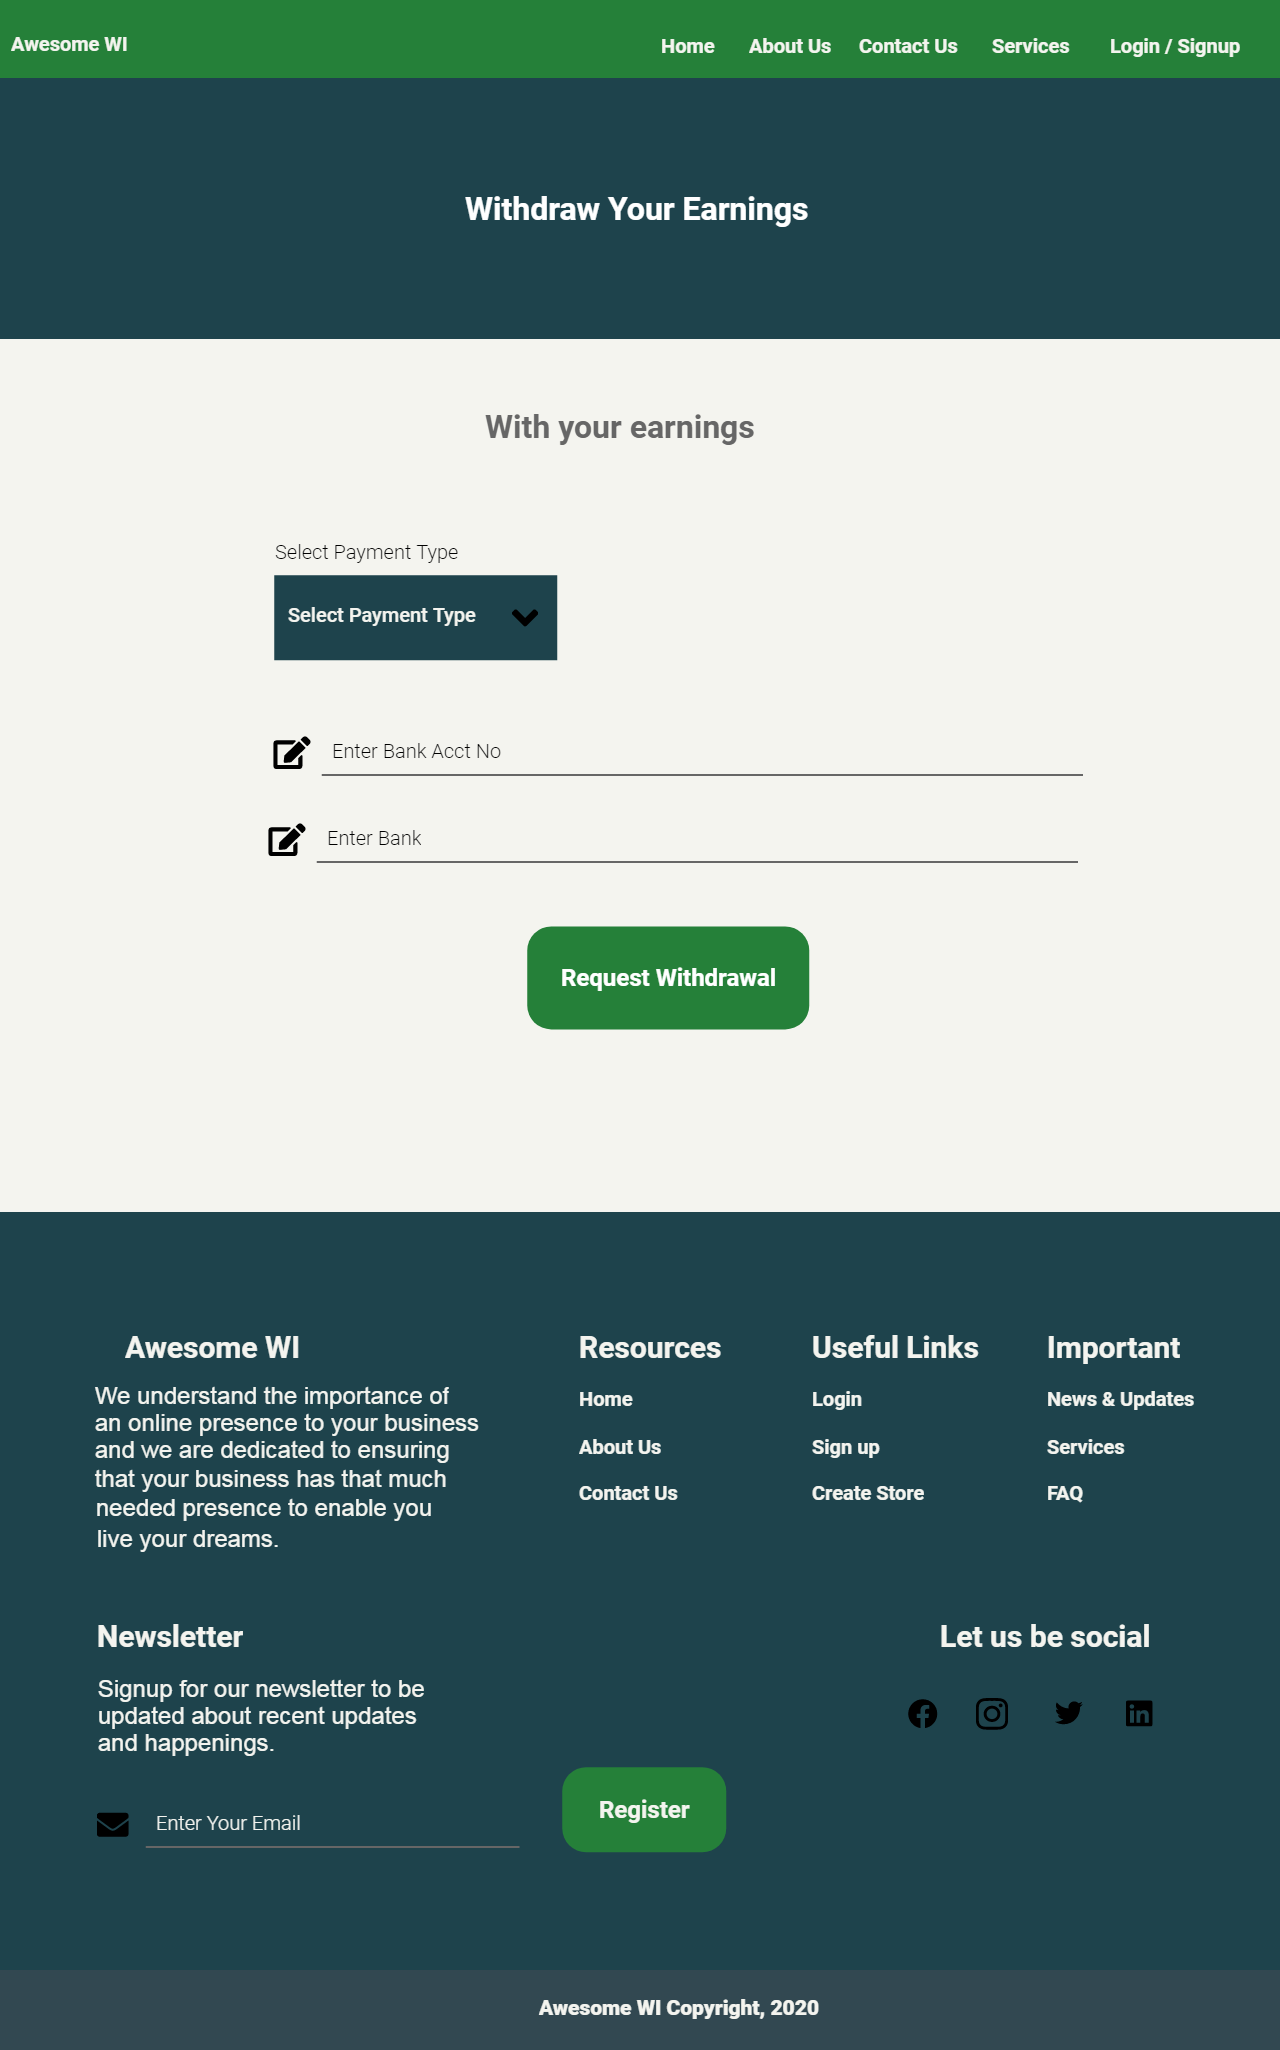 Awesome WI
Home About Us Contact Us Services Login / Signup
Withdraw Your Earnings
With your earnings
Select Payment Type
Select Payment Type
Enter Bank Acct No
Enter Bank
Request Withdrawal
Awesome WI
We understand the importance of
an online presence to your business
and we are dedicated to ensuring
that your business has that much
needed presence to enable you
live your dreams.
Resources
Home
About Us
Contact Us
Useful Links
Login
Sign up
Create Store
Important
News & Updates
Services
FAQ
Newsletter
Signup for our newsletter to be
updated about recent updates
and happenings.
Enter Your Email
Register
Let us be social
Awesome WI Copyright, 2020